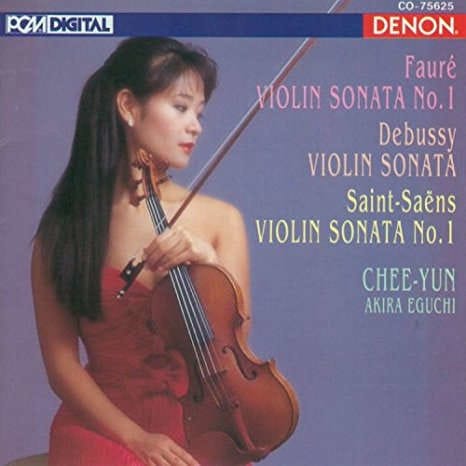 CO-75625
PCM DIGITAL
DENON
Fauré
VIOLIN SONATA No. 1
Debussy
VIOLIN SONATA
Saint-Saëns
VIOLIN SONATA No. 1
CHEE-YUN
AKIRA EGUCHI